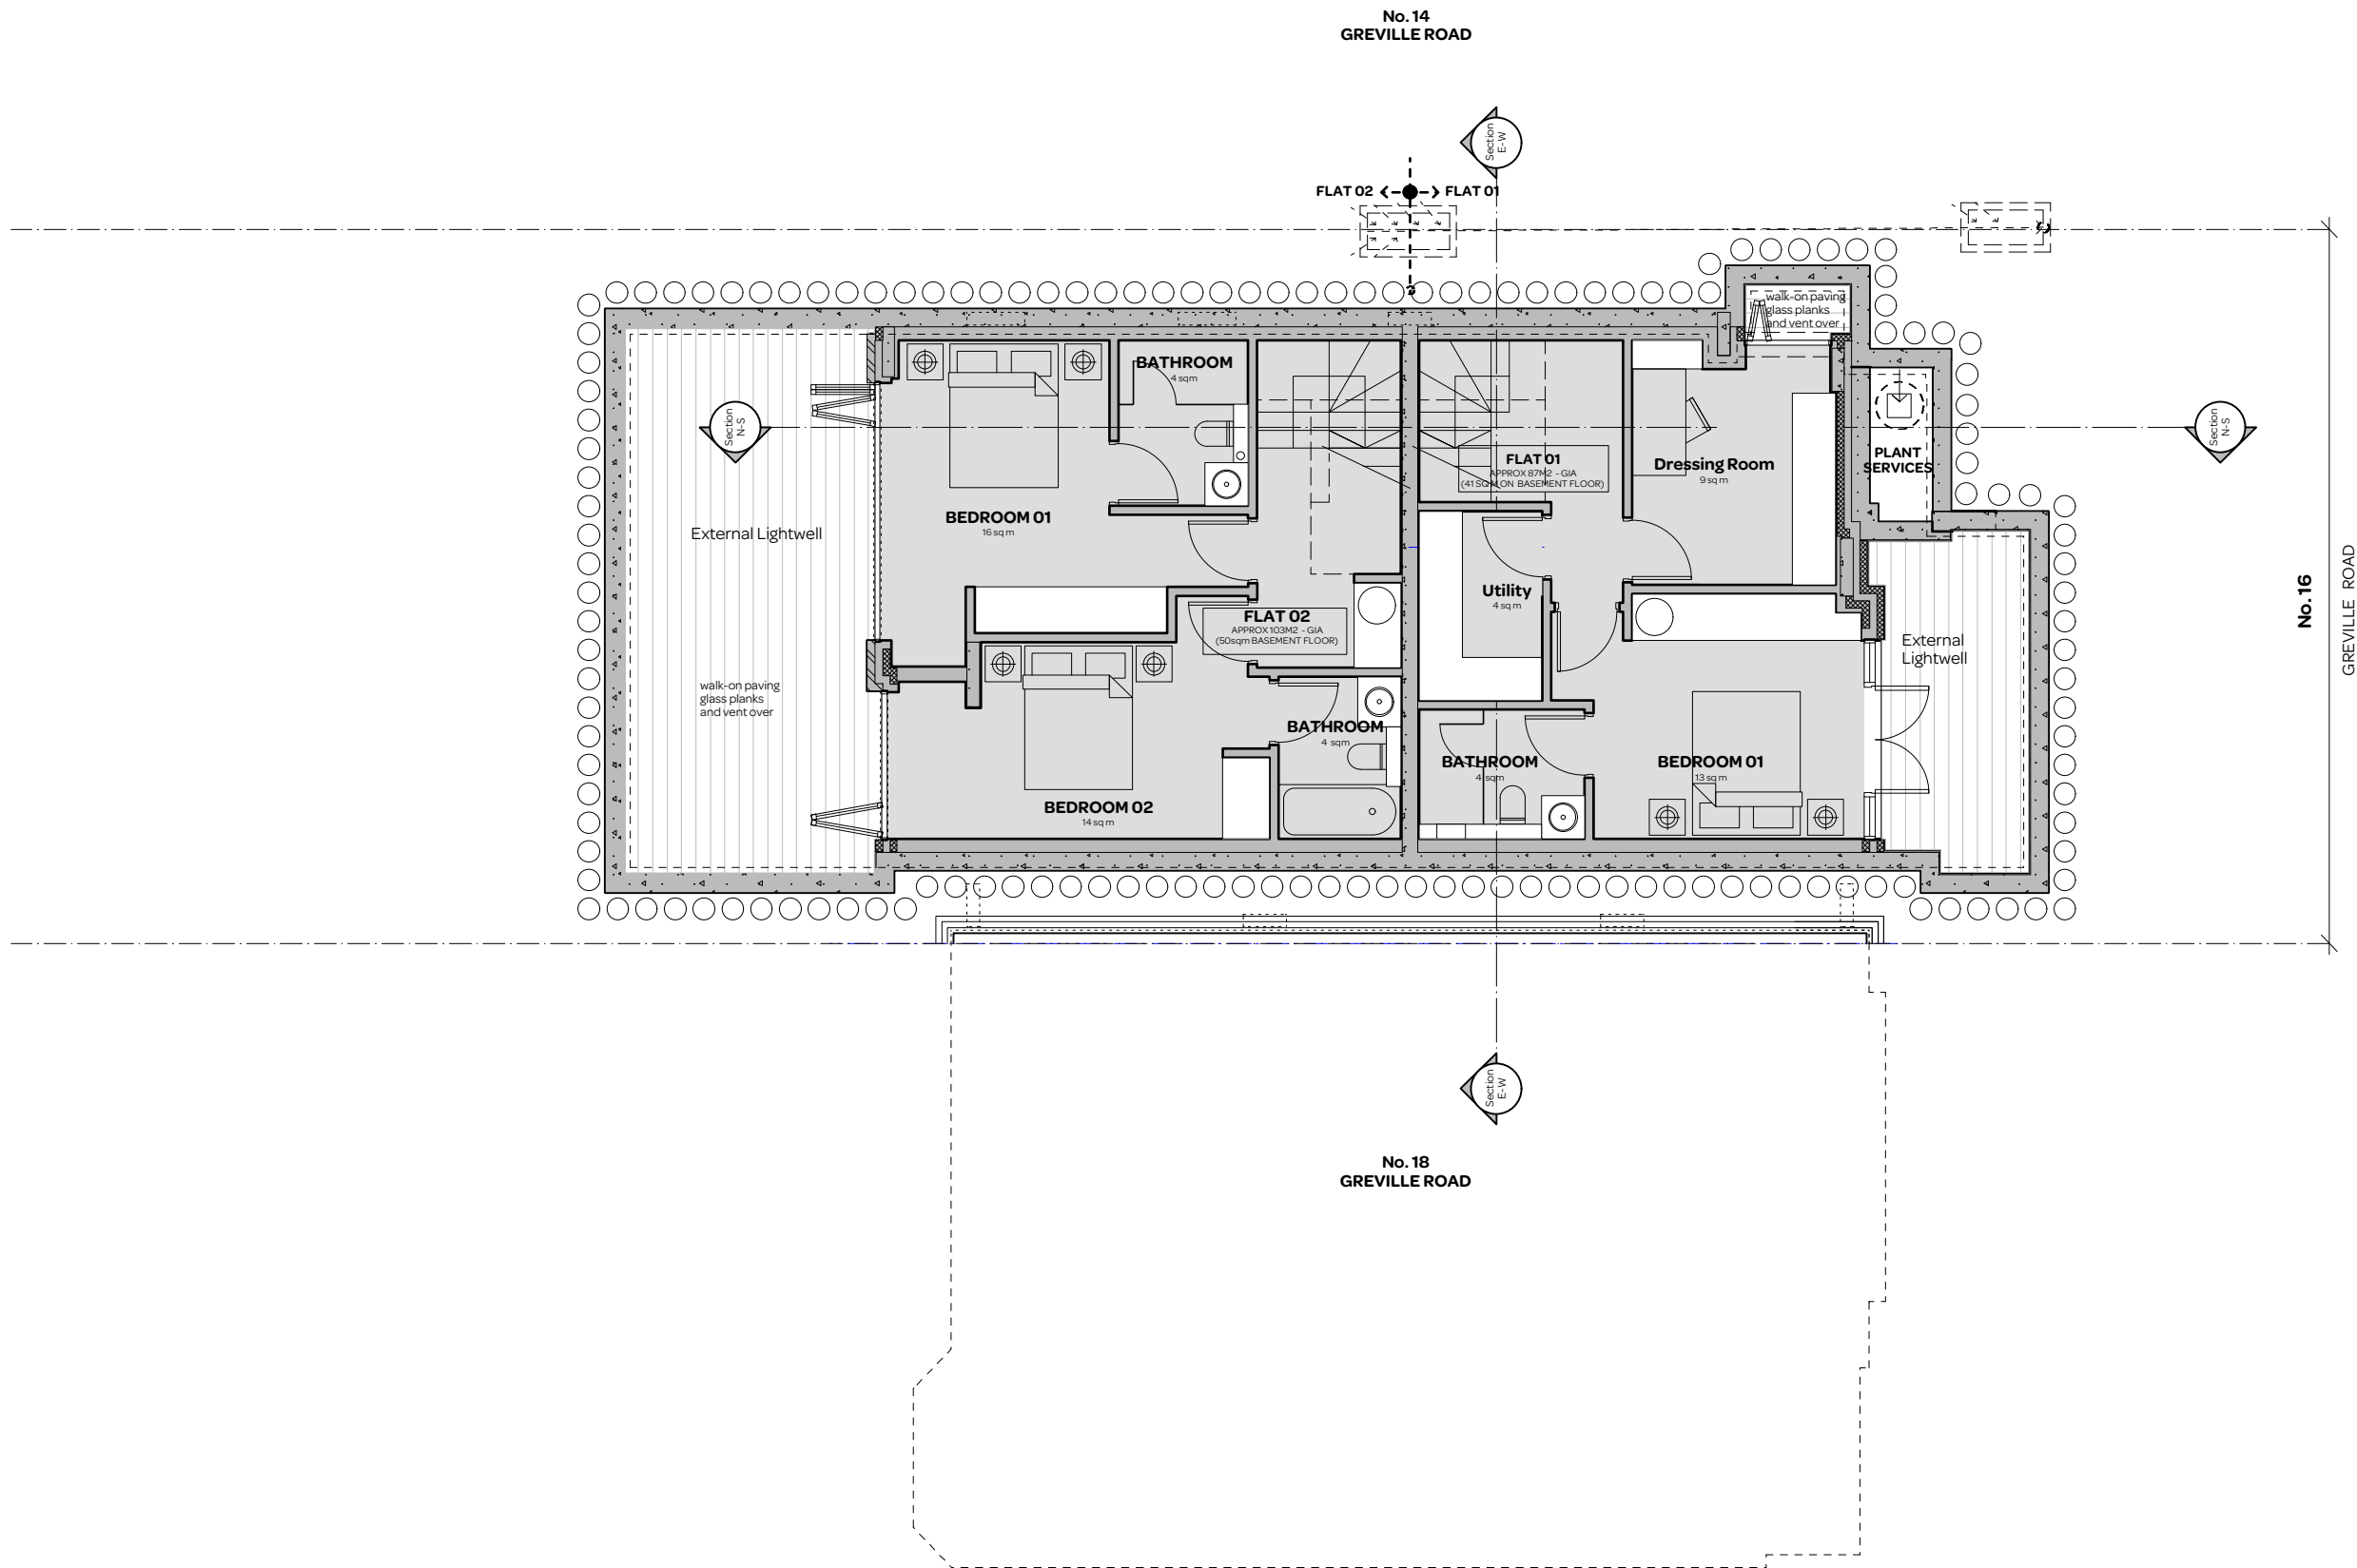 No. 14
GREVILLE ROAD
Section
E-W
FLAT 02
FLAT 01
walk-on paving
glass planks
and vent over
BATHROOM
4 sqm
Section
N-S
Section
N-S
FLAT 01
APPROX 87M2 - GIA
(41 SQ M ON BASEMENT FLOOR)
Dressing Room
9 sq m
PLANT
SERVICES
BEDROOM 01
16 sq m
External Lightwell
Utility
4 sq m
No. 16
GREVILLE ROAD
FLAT 02
APPROX 103M2 - GIA
(50sqm BASEMENT FLOOR)
External
Lightwell
walk-on paving
glass planks
and vent over
BATHROOM
4 sqm
BATHROOM
4 sqm
BEDROOM 01
13 sq m
BEDROOM 02
14 sq m
Section
E-W
No. 18
GREVILLE ROAD